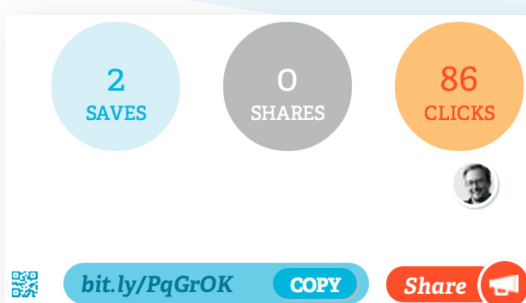 2
SAVES
0
SHARES
86
CLICKS
bit.ly/PqGrOK
COPY
Share